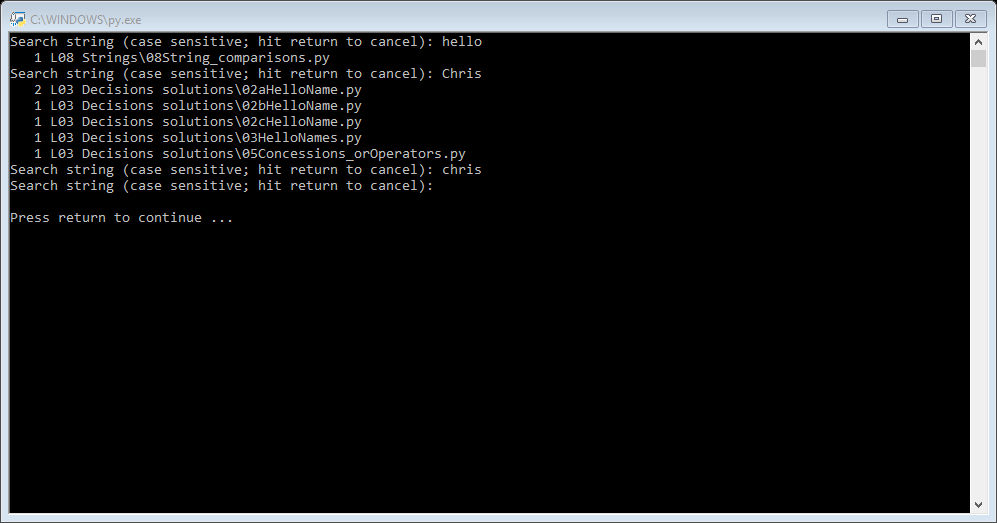 C:\WINDOWS\py.exe
Search string (case sensitive; hit return to cancel): hello
   1 L08 Strings\08String_comparisons.py
Search string (case sensitive; hit return to cancel): Chris
   2 L03 Decisions solutions\02aHelloName.py
   1 L03 Decisions solutions\02bHelloName.py
   1 L03 Decisions solutions\02cHelloName.py
   1 L03 Decisions solutions\03HelloNames.py
   1 L03 Decisions solutions\05Concessions_orOperators.py
Search string (case sensitive; hit return to cancel): chris
Search string (case sensitive; hit return to cancel):
Press return to continue ...